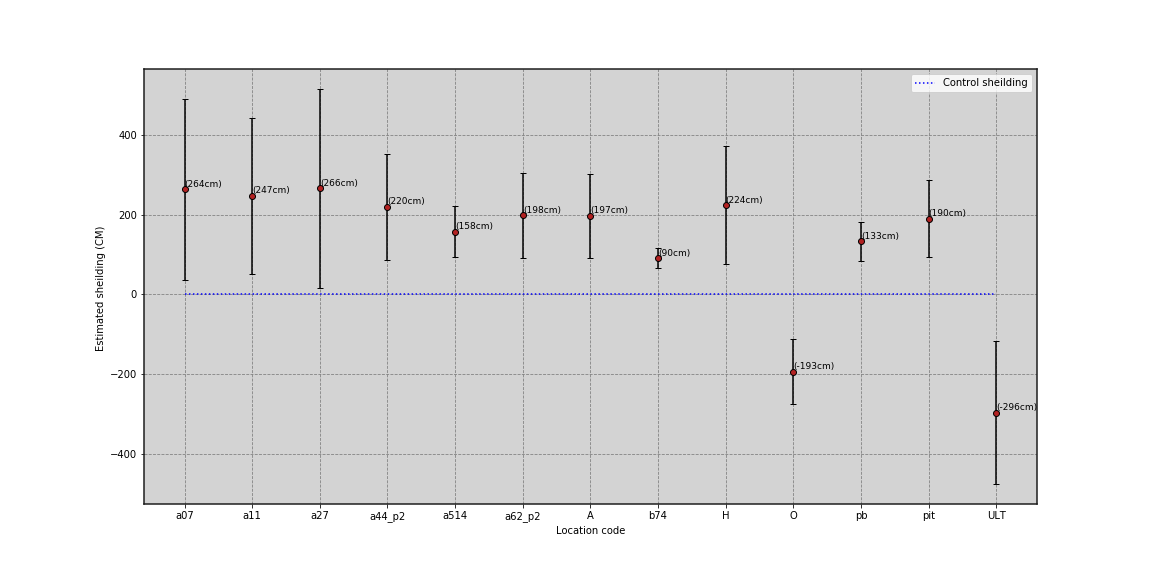 Control sheilding
400
200
0
−200
−400
Estimated sheilding (CM)
(264cm)
(247cm)
(266cm)
(220cm)
(158cm)
(198cm)
(197cm)
(90cm)
(224cm)
(-193cm)
(133cm)
(190cm)
(-296cm)
a07 a11 a27 a44_p2 a514 a62_p2 A b74 H O pb pit ULT
Location code